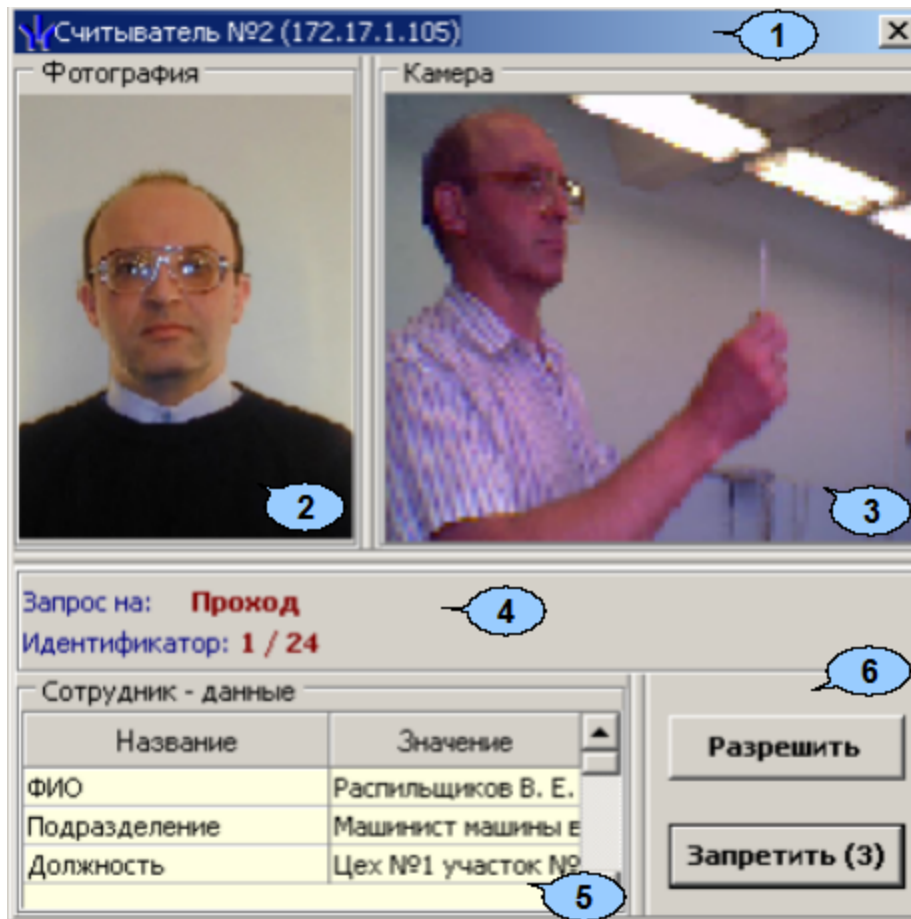 Считыватель №2 (172.17.1.105)
1
Фотография
Камера
2
3
Запрос на: Проход
4
Идентификатор: 1 / 24
6
Сотрудник - данные
Название Значение
Разрешить
ФИО Распильщиков В. Е.
Подразделение Машинист машины в
Должность Цех №1 участок №
Запретить (3)
5